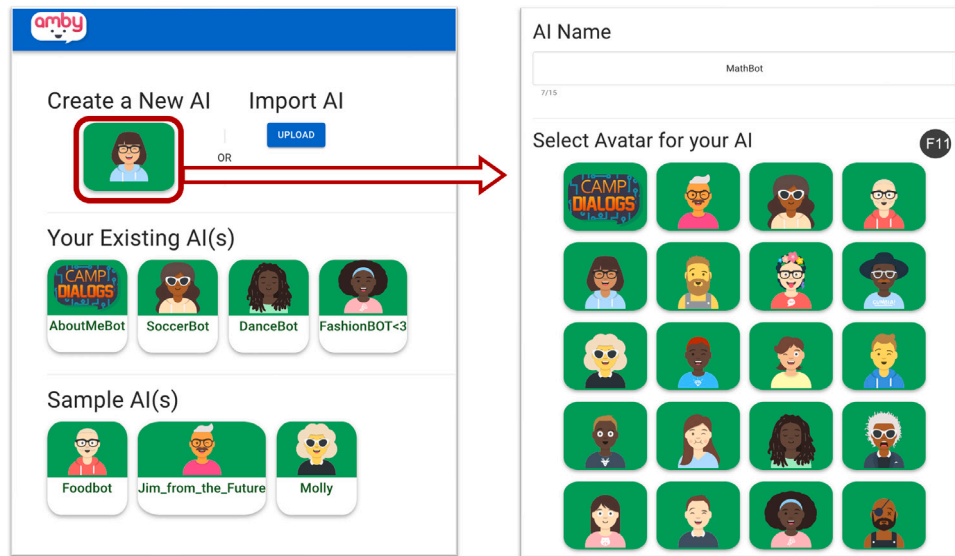 amby
Create a New AI
Import AI
UPLOAD
OR
Your Existing AI(s)
CAMP
DIALOGS
AboutMeBot
SoccerBot
DanceBot
FashionBOT<3
Sample AI(s)
Foodbot
Jim_from_the_Future
Molly
AI Name
MathBot
7/15
Select Avatar for your AI
F11
CAMP
DIALOGS